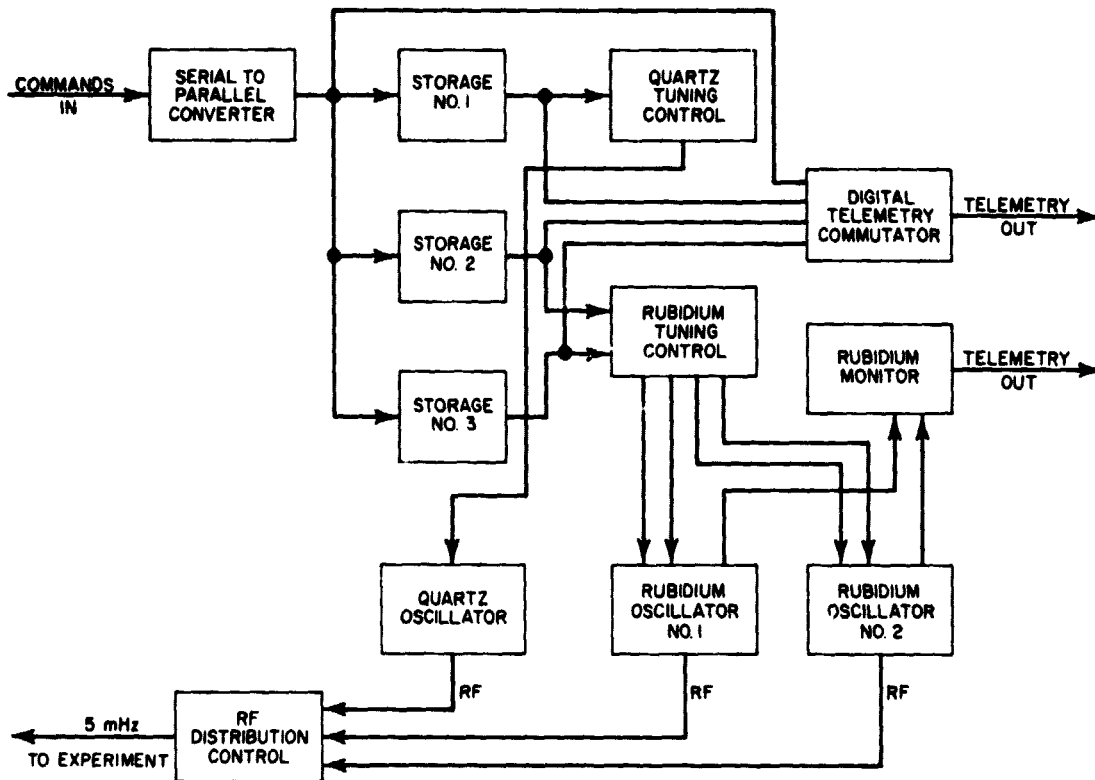 COMMANDS
IN
SERIAL TO
PARALLEL
CONVERTER
STORAGE
NO. 1
QUARTZ
TUNING
CONTROL
DIGITAL
TELEMETRY
COMMUTATOR
TELEMETRY
OUT
STORAGE
NO. 2
RUBIDIUM
TUNING
CONTROL
RUBIDIUM
MONITOR
TELEMETRY
OUT
STORAGE
NO. 3
QUARTZ
OSCILLATOR
RUBIDIUM
OSCILLATOR
NO. 1
RUBIDIUM
OSCILLATOR
NO. 2
RF
RF
RF
5 mHz
TO EXPERIMENT
RF
DISTRIBUTION
CONTROL